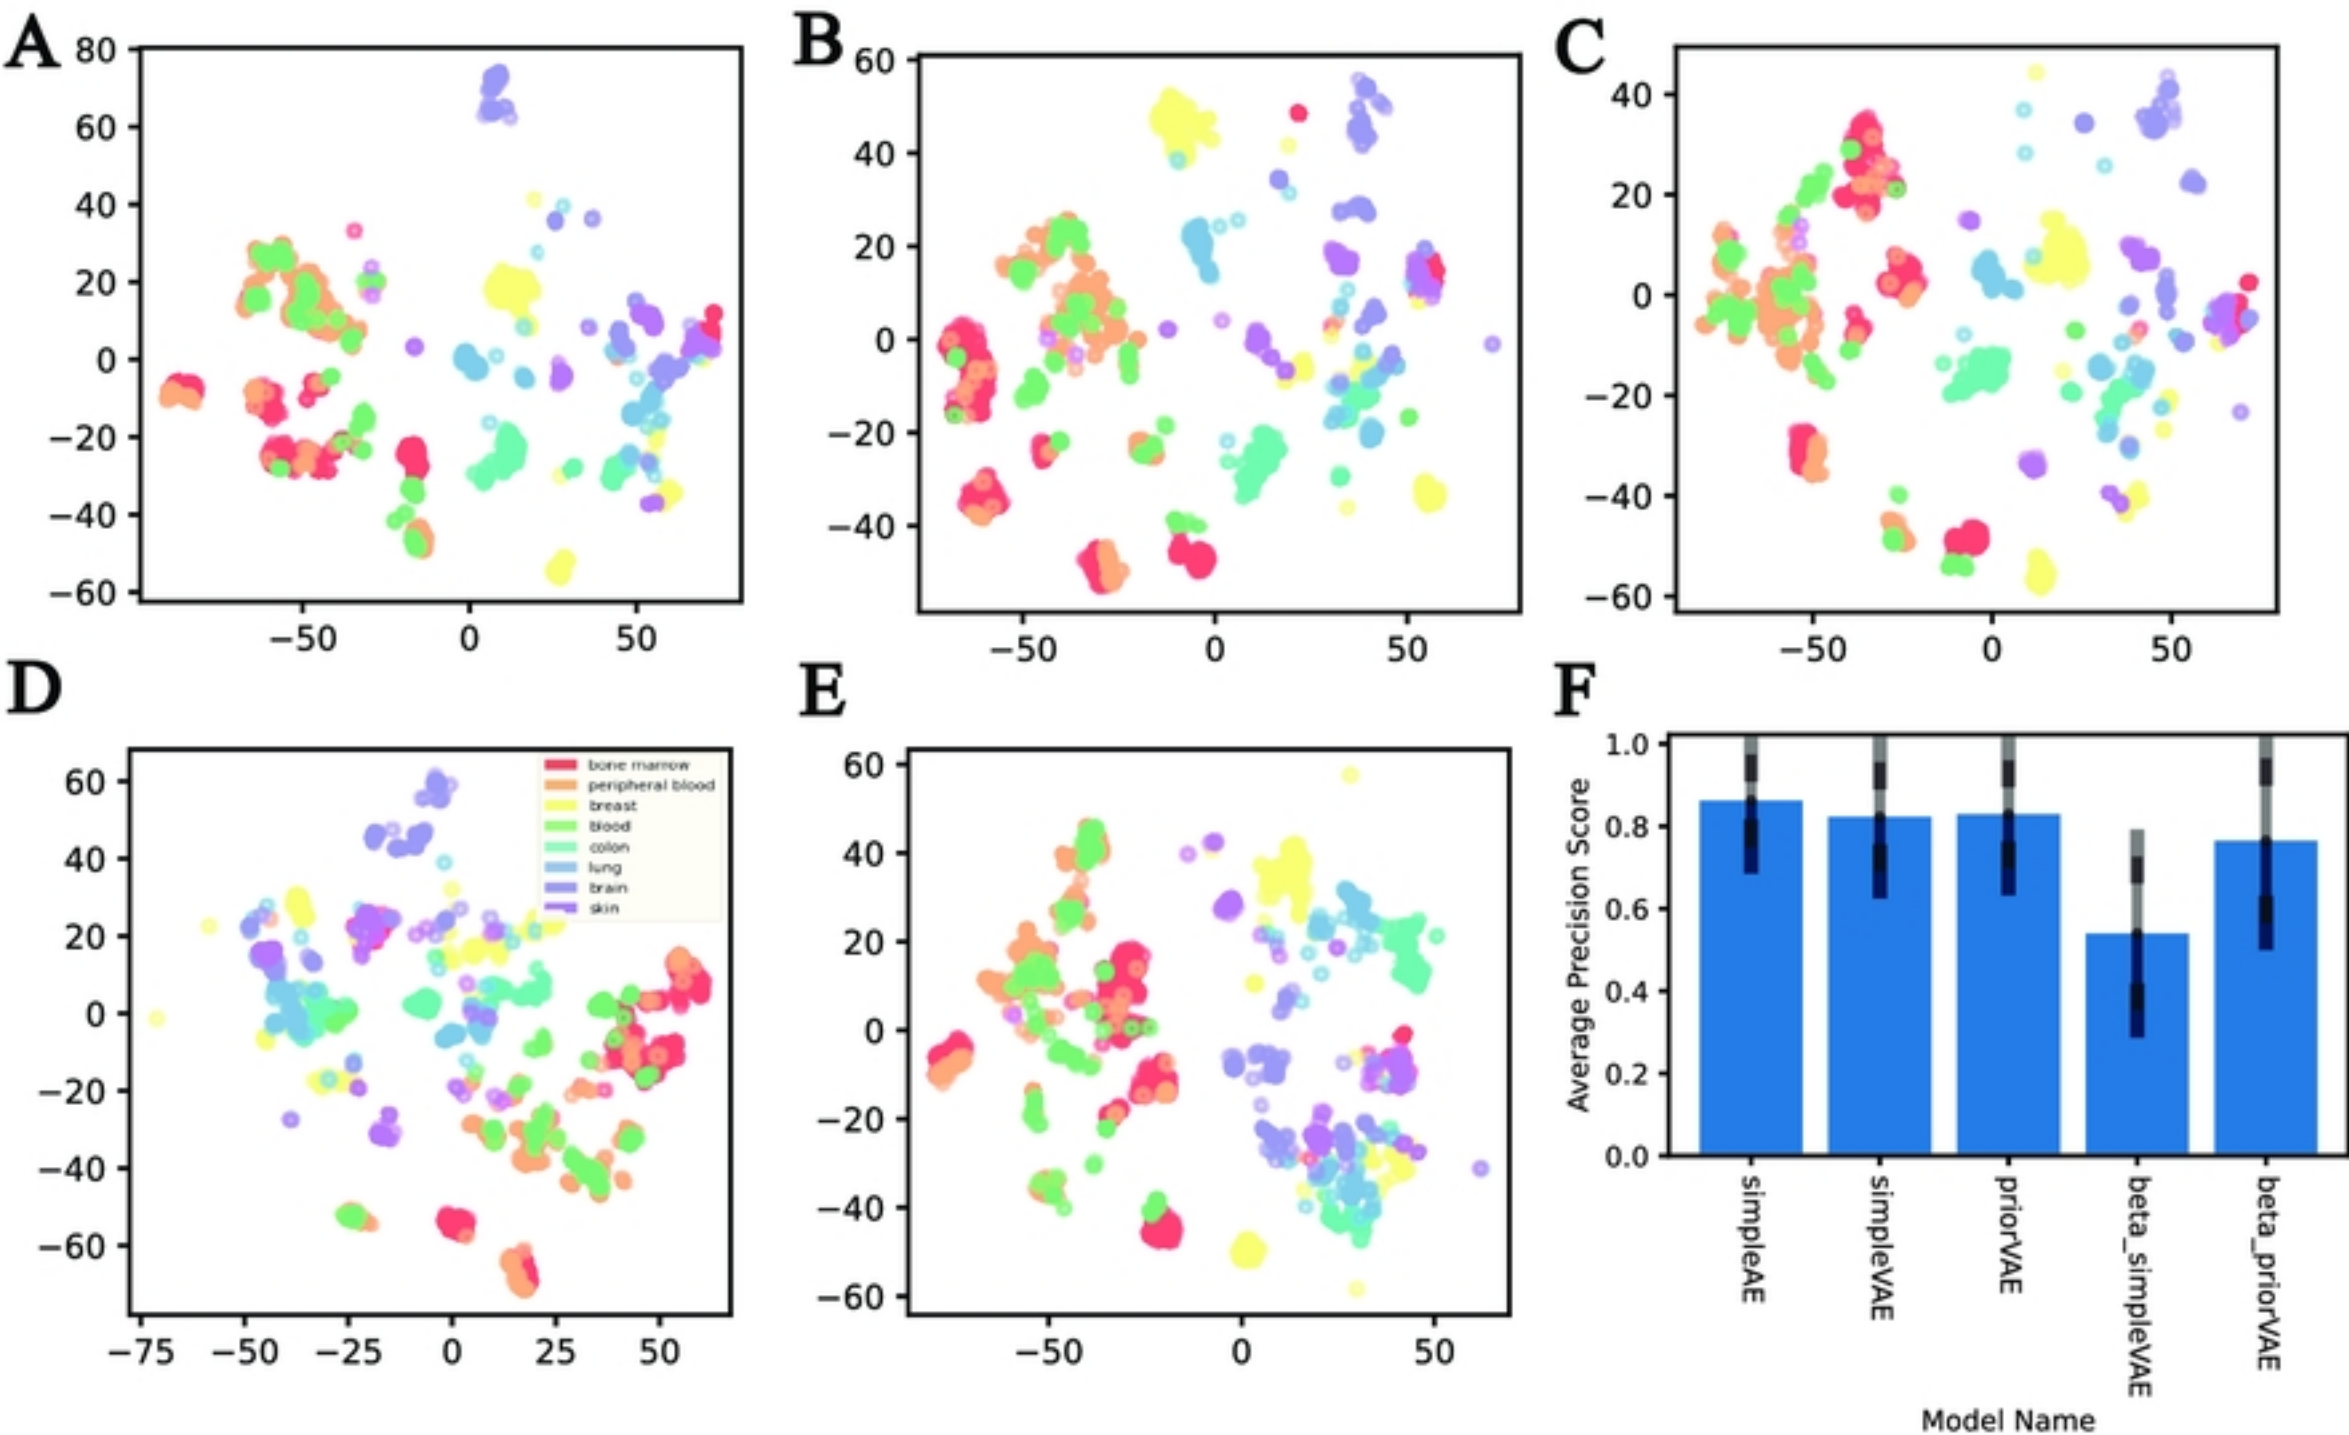 A
80
60
40
20
0
−20
−40
−60
−50 0 50
B
60
40
20
0
−20
−40
−50 0 50
C
40
20
0
−20
−40
−60
−50 0 50
D
60
40
20
0
−20
−40
−60
−75 −50 −25 0 25 50
bone marrow
peripheral blood
breast
blood
colon
lung
brain
skin
E
60
40
20
0
−20
−40
−60
−50 0 50
F
Average Precision Score
1.0
0.8
0.6
0.4
0.2
0.0
simpleAE
simpleVAE
priorVAE
beta_simpleVAE
beta_priorVAE
Model Name